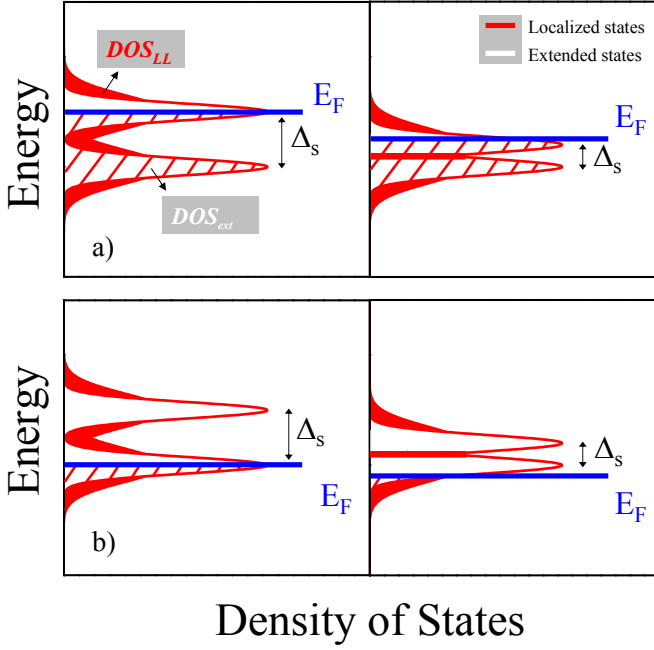 DOS_LL
E_F
Δ_s
DOS_ext
a)
Energy
Localized states
Extended states
E_F
Δ_s
Energy
Δ_s
E_F
b)
Δ_s
E_F
Density of States